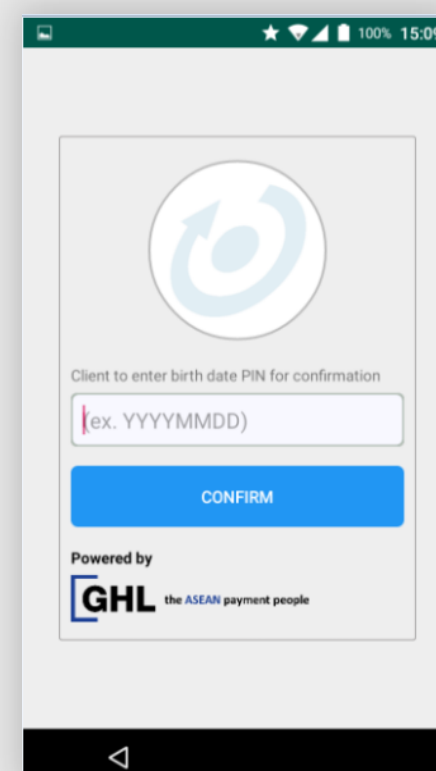 100% 15:09
Client to enter birth date PIN for confirmation
(ex. YYYYMMDD)
CONFIRM
Powered by
GHL the ASEAN payment people